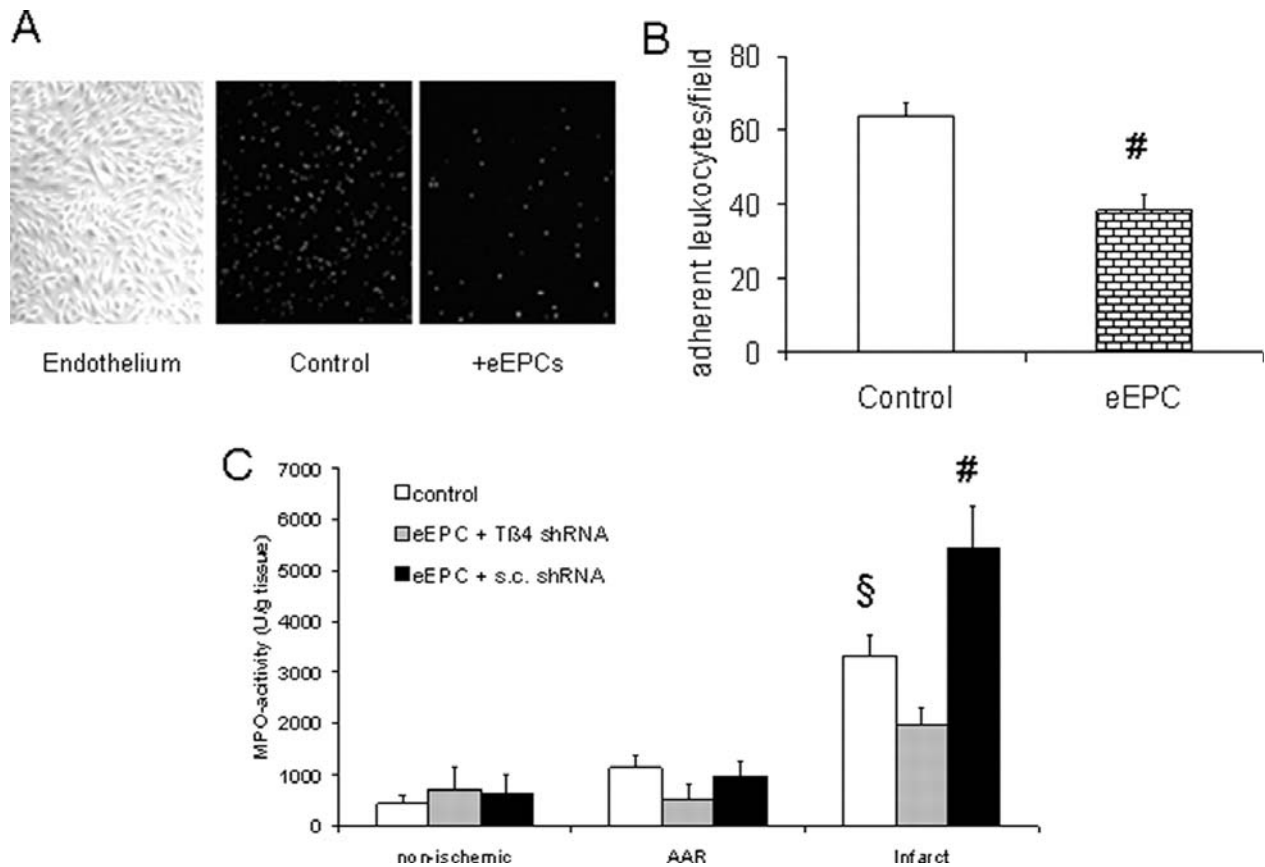 A
Endothelium
Control
+eEPCs
B
adherent leukocytes/field
80
60
40
20
0
#
Control
eEPC
C
MPO-acitivity (U/g tissue)
7000
6000
5000
4000
3000
2000
1000
0
control
eEPC + Tß4 shRNA
eEPC + s.c. shRNA
§
#
non-ischemic
AAR
Infarct